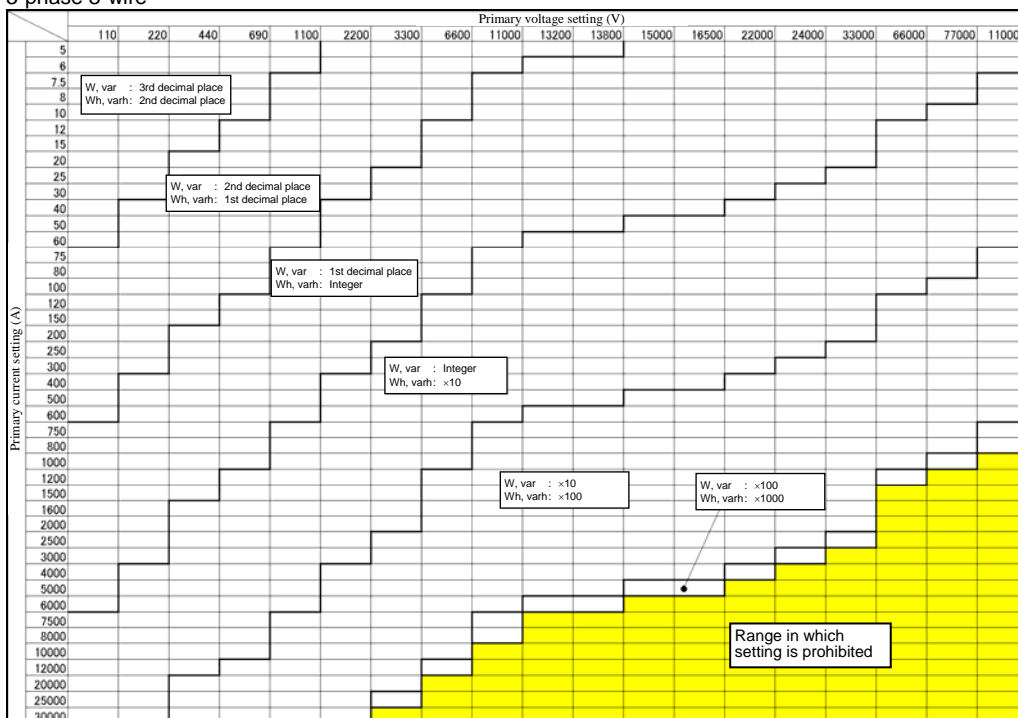 3-phase 3-wire
Primary voltage setting (V)
110 220 440 690 1100 2200 3300 6600 11000 13200 13800 15000 16500 22000 24000 33000 66000 77000 11000
Primary current setting (A)
5
6
7.5
8
10
12
15
20
25
30
40
50
60
75
80
100
120
150
200
250
300
400
500
600
750
800
1000
1200
1500
1600
2000
2500
3000
4000
5000
6000
7500
8000
10000
12000
20000
25000
30000
W, var : 3rd decimal place
Wh, varh: 2nd decimal place
W, var : 2nd decimal place
Wh, varh: 1st decimal place
W, var : 1st decimal place
Wh, varh: Integer
W, var : Integer
Wh, varh: ×10
W, var : ×10
Wh, varh: ×100
W, var : ×100
Wh, varh: ×1000
Range in which
setting is prohibited